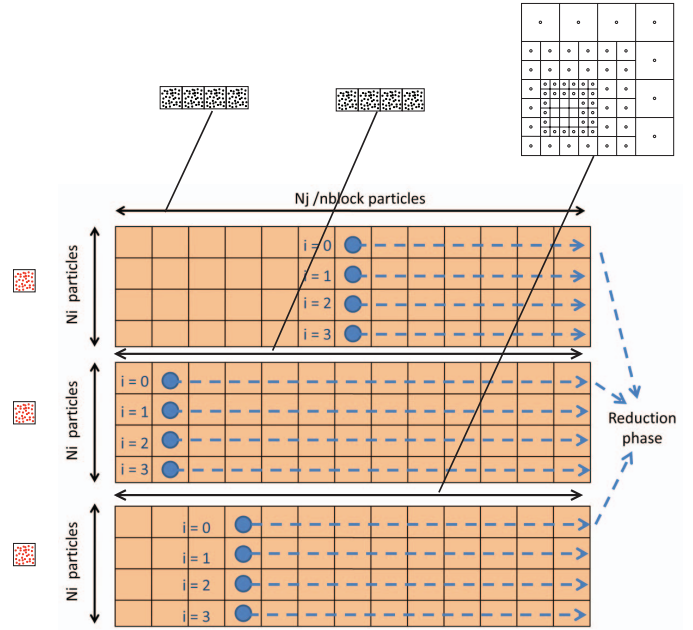 Nj /nblock particles
Ni particles
i = 0
i = 1
i = 2
i = 3
Ni particles
i = 0
i = 1
i = 2
i = 3
Reduction
phase
Ni particles
i = 0
i = 1
i = 2
i = 3